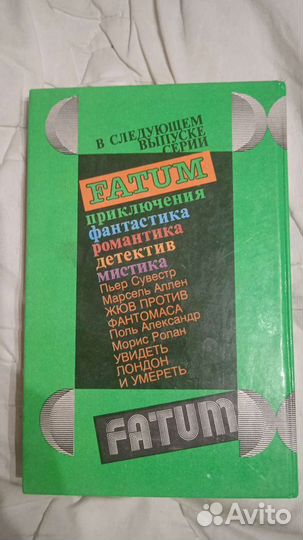 В СЛЕДУЮЩЕМ
ВЫПУСКЕ
СЕРИИ
FATUM
приключения
фантастика
романтика
детектив
мистика
Пьер Сувестр
Марсель Аллен
ЖЮВ ПРОТИВ
ФАНТОМАСА
Поль Александр
Морис Ролан
УВИДЕТЬ
ЛОНДОН
И УМЕРЕТЬ
FATUM
Avito